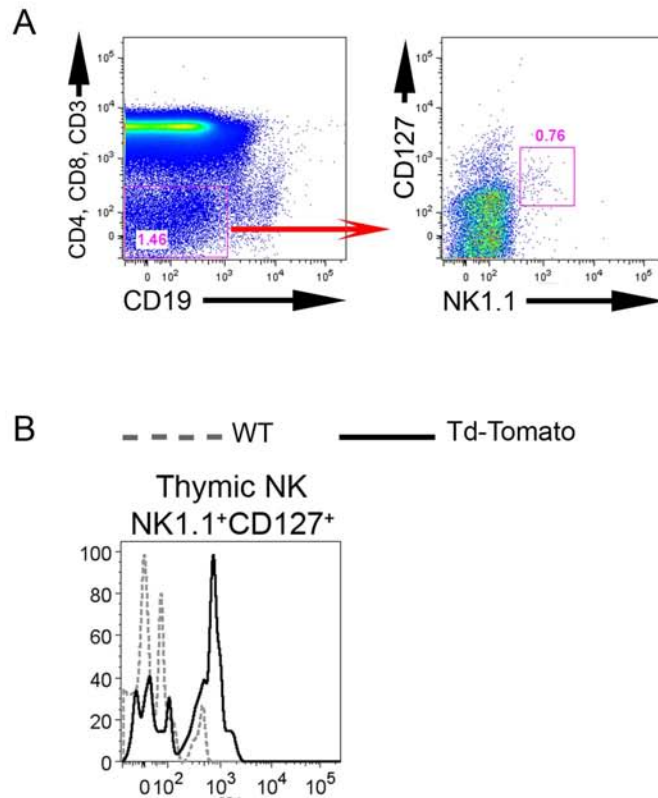 A
CD4, CD8, CD3
10⁵
10⁴
10³
10²
0
1.46
0 10² 10³ 10⁴ 10⁵
CD19
CD127
10⁵
10⁴
10³
10²
0
0.76
0 10² 10³ 10⁴ 10⁵
NK1.1
B
WT
Td-Tomato
Thymic NK
NK1.1⁺CD127⁺
100
80
60
40
20
0
0 10² 10³ 10⁴ 10⁵